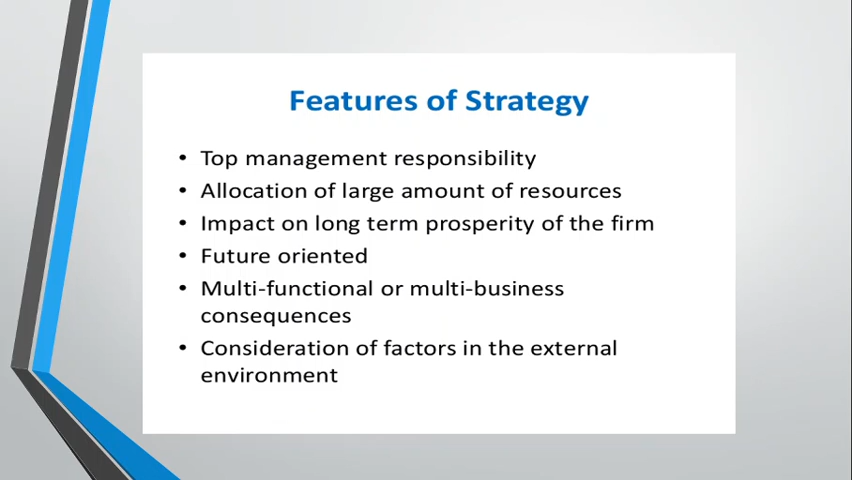 Features of Strategy
• Top management responsibility
• Allocation of large amount of resources
• Impact on long term prosperity of the firm
• Future oriented
• Multi-functional or multi-business
consequences
• Consideration of factors in the external
environment